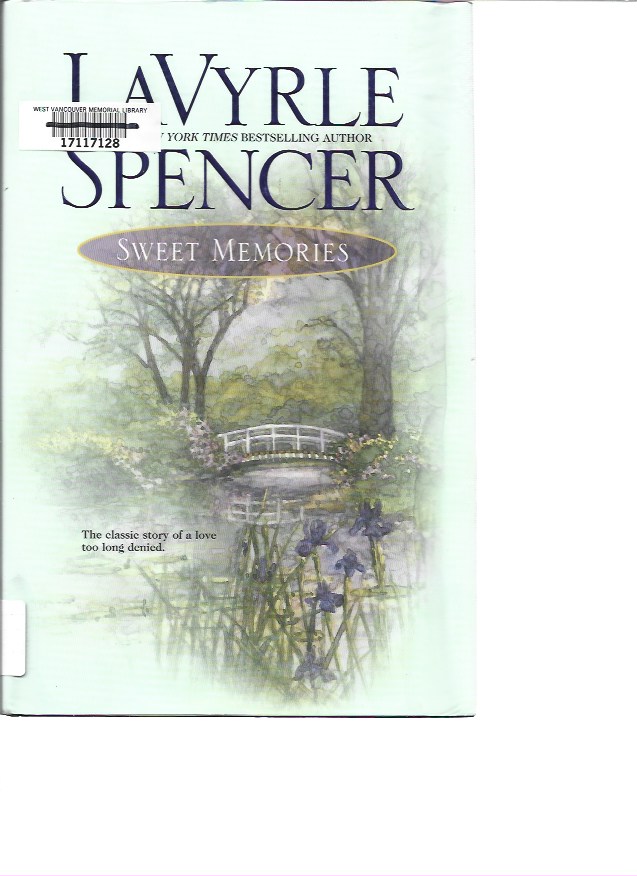 LAVYRLE
WEST VANCOUVER MEMORIAL LIBRARY
17117128
YORK TIMES BESTSELLING AUTHOR
SPENCER
SWEET MEMORIES
The classic story of a love
too long denied.